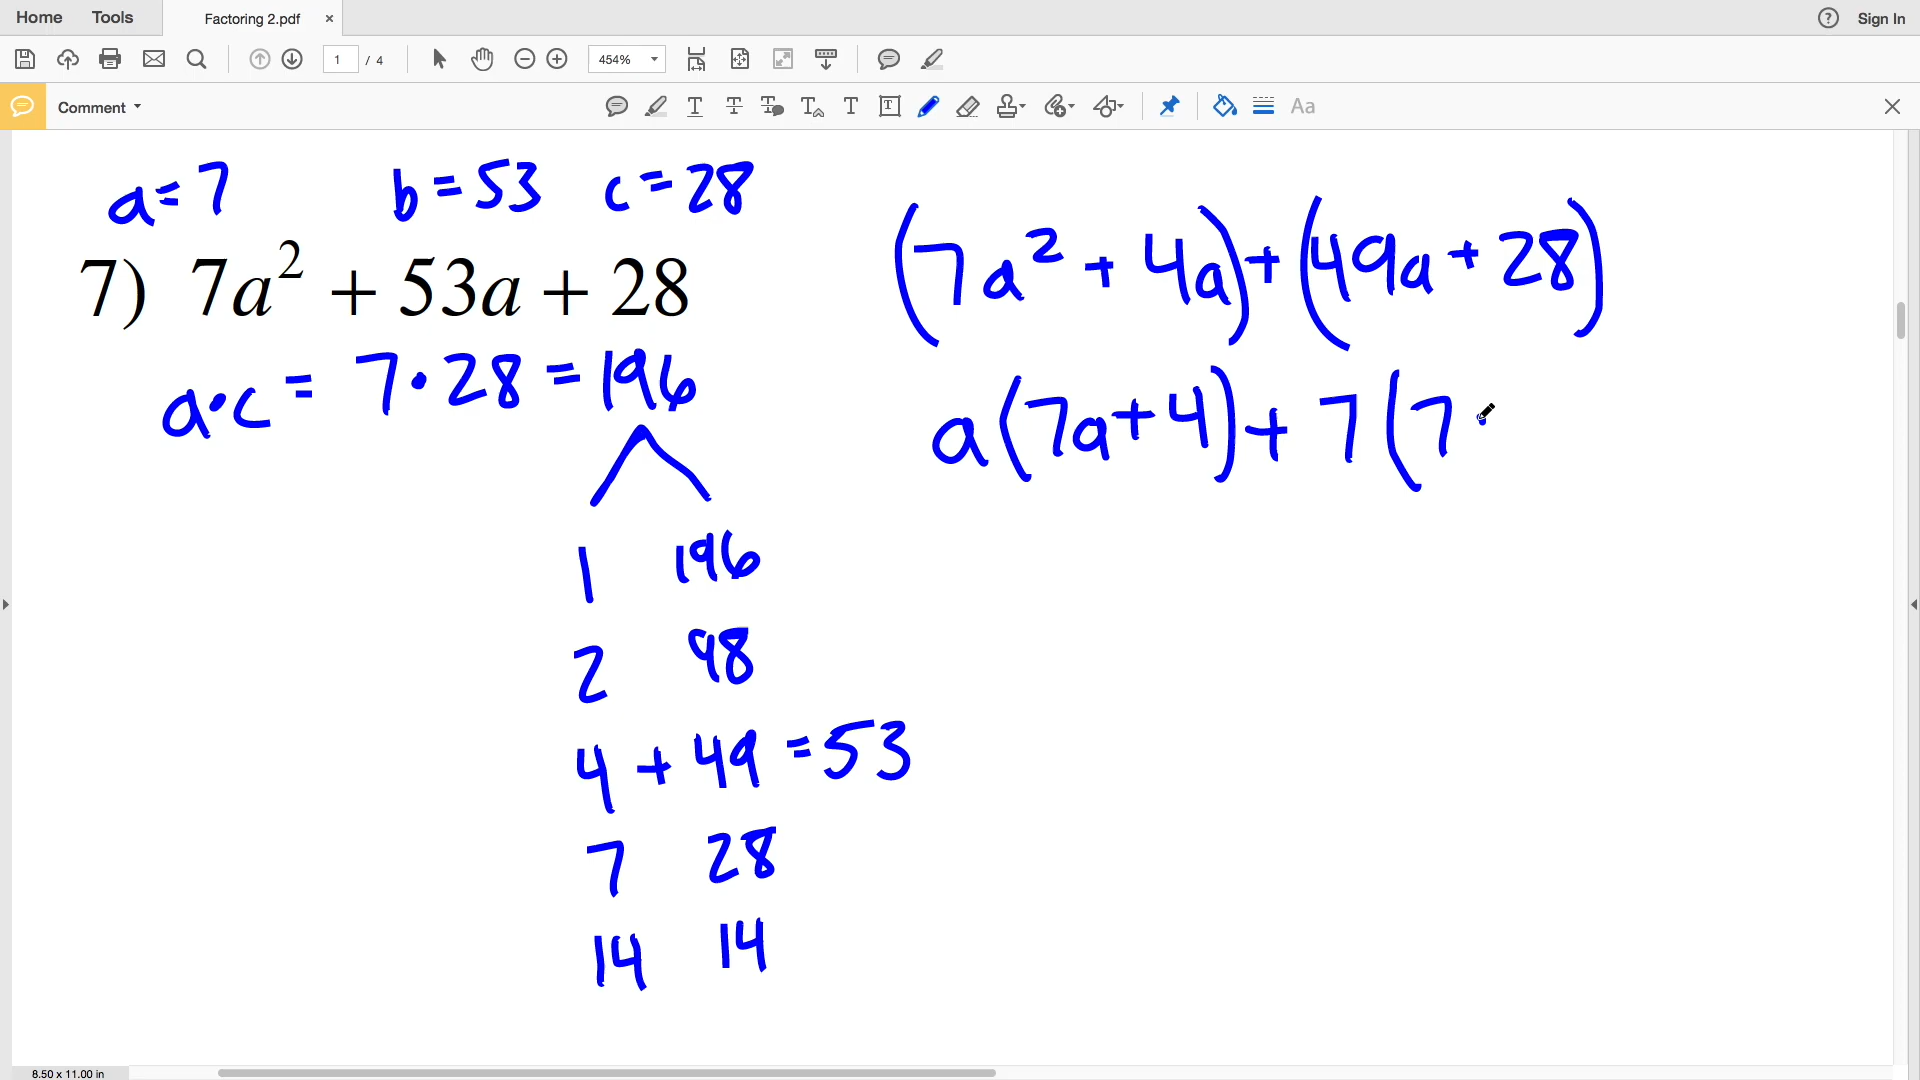 Home Tools Factoring 2.pdf × ? Sign In
1 / 4 454%
Comment Aa
a=7 b=53 c=28
7) 7a² + 53a + 28
a•c = 7•28 = 196
1 196
2 98
4 + 49 = 53
7 28
14 14
(7a² + 4a) + (49a + 28)
a(7a+4) + 7(7
8.50 x 11.00 in